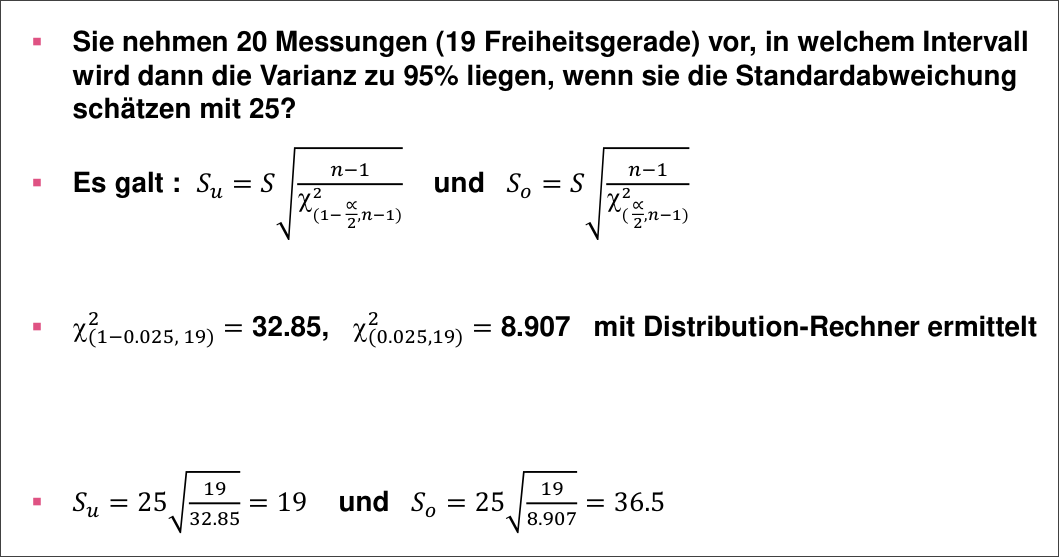 ▪ Sie nehmen 20 Messungen (19 Freiheitsgerade) vor, in welchem Intervall
wird dann die Varianz zu 95% liegen, wenn sie die Standardabweichung
schätzen mit 25?
▪ Es galt : $S_u = S\sqrt{\frac{n-1}{\chi^2_{(1-\frac{\propto}{2},n-1)}}}$ und $S_o = S\sqrt{\frac{n-1}{\chi^2_{(\frac{\propto}{2},n-1)}}}$
▪ $\chi^2_{(1-0.025,\,19)}$ = 32.85, $\chi^2_{(0.025,19)}$ = 8.907 mit Distribution-Rechner ermittelt
▪ $S_u = 25\sqrt{\frac{19}{32.85}} = 19$ und $S_o = 25\sqrt{\frac{19}{8.907}} = 36.5$